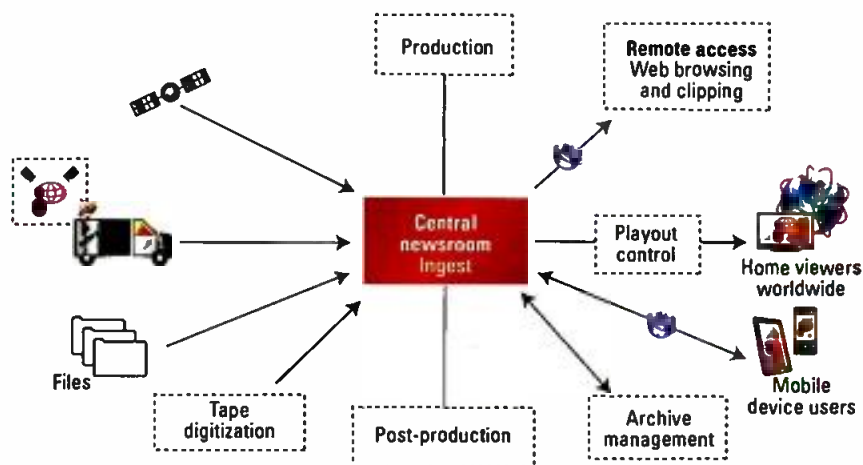 Production
Remote access
Web browsing
and clipping
Central
newsroom
Ingest
Playout
control
Home viewers
worldwide
Files
Tape
digitization
Post-production
Archive
management
Mobile
device users